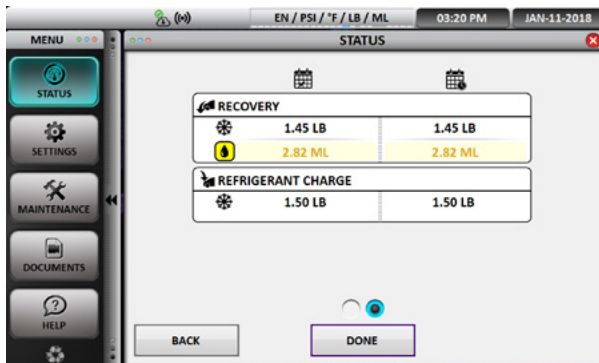 EN / PSI / °F / LB / ML 03:20 PM JAN-11-2018
MENU STATUS
STATUS
RECOVERY
1.45 LB 1.45 LB
2.82 ML 2.82 ML
SETTINGS
REFRIGERANT CHARGE
1.50 LB 1.50 LB
MAINTENANCE
DOCUMENTS
HELP
BACK DONE